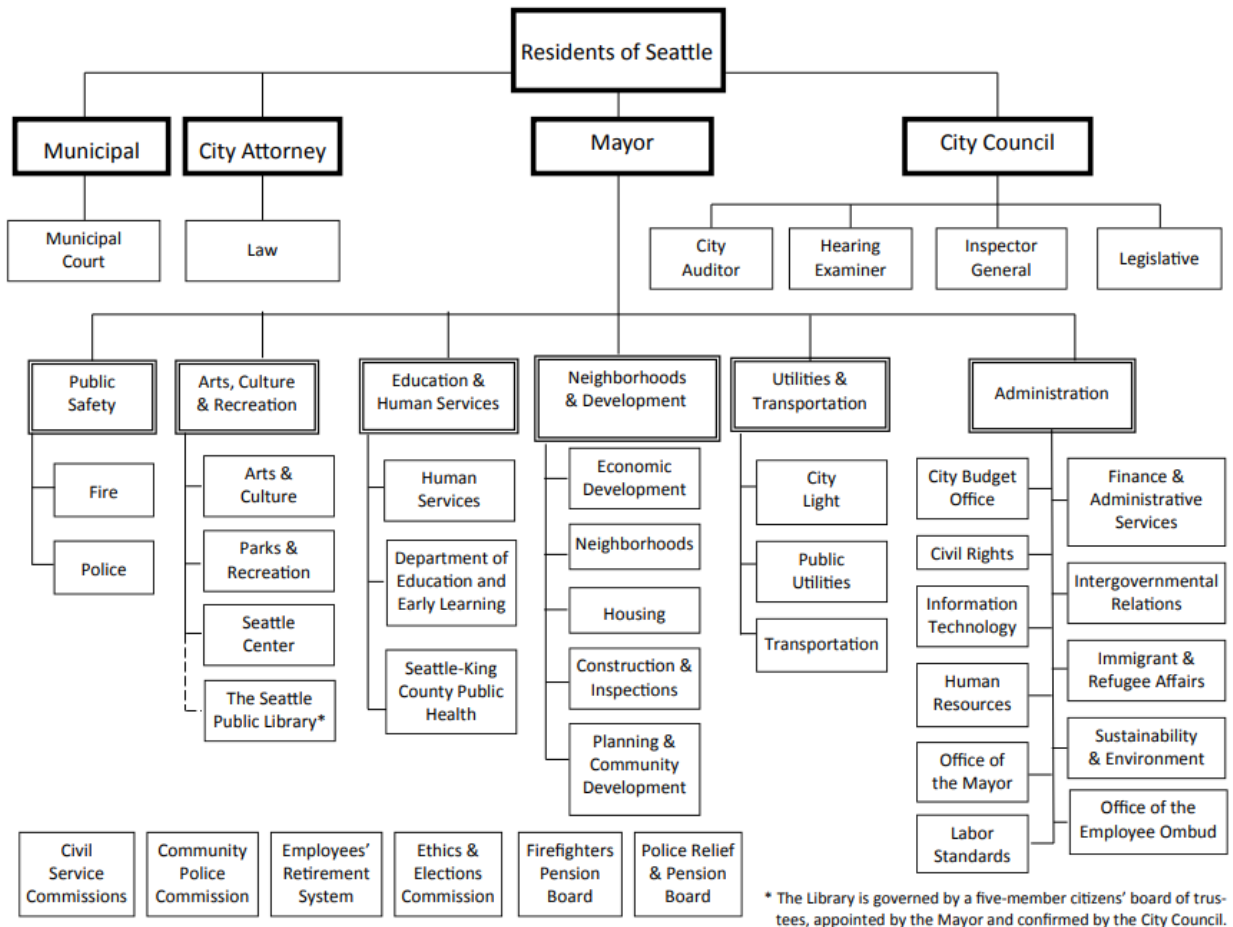 Residents of Seattle
Municipal
City Attorney
Mayor
City Council
Municipal
Court
Law
City
Auditor
Hearing
Examiner
Inspector
General
Legislative
Public
Safety
Arts, Culture
& Recreation
Education &
Human Services
Neighborhoods
& Development
Utilities &
Transportation
Administration
Fire
Police
Arts &
Culture
Parks &
Recreation
Seattle
Center
The Seattle
Public Library*
Human
Services
Department of
Education and
Early Learning
Seattle-King
County Public
Health
Economic
Development
Neighborhoods
Housing
Construction &
Inspections
Planning &
Community
Development
City
Light
Public
Utilities
Transportation
City Budget
Office
Civil Rights
Information
Technology
Human
Resources
Office of
the Mayor
Labor
Standards
Finance &
Administrative
Services
Intergovernmental
Relations
Immigrant &
Refugee Affairs
Sustainability
& Environment
Office of the
Employee Ombud
Civil
Service
Commissions
Community
Police
Commission
Employees’
Retirement
System
Ethics &
Elections
Commission
Firefighters
Pension
Board
Police Relief
& Pension
Board
* The Library is governed by a five-member citizens’ board of trus-
tees, appointed by the Mayor and confirmed by the City Council.